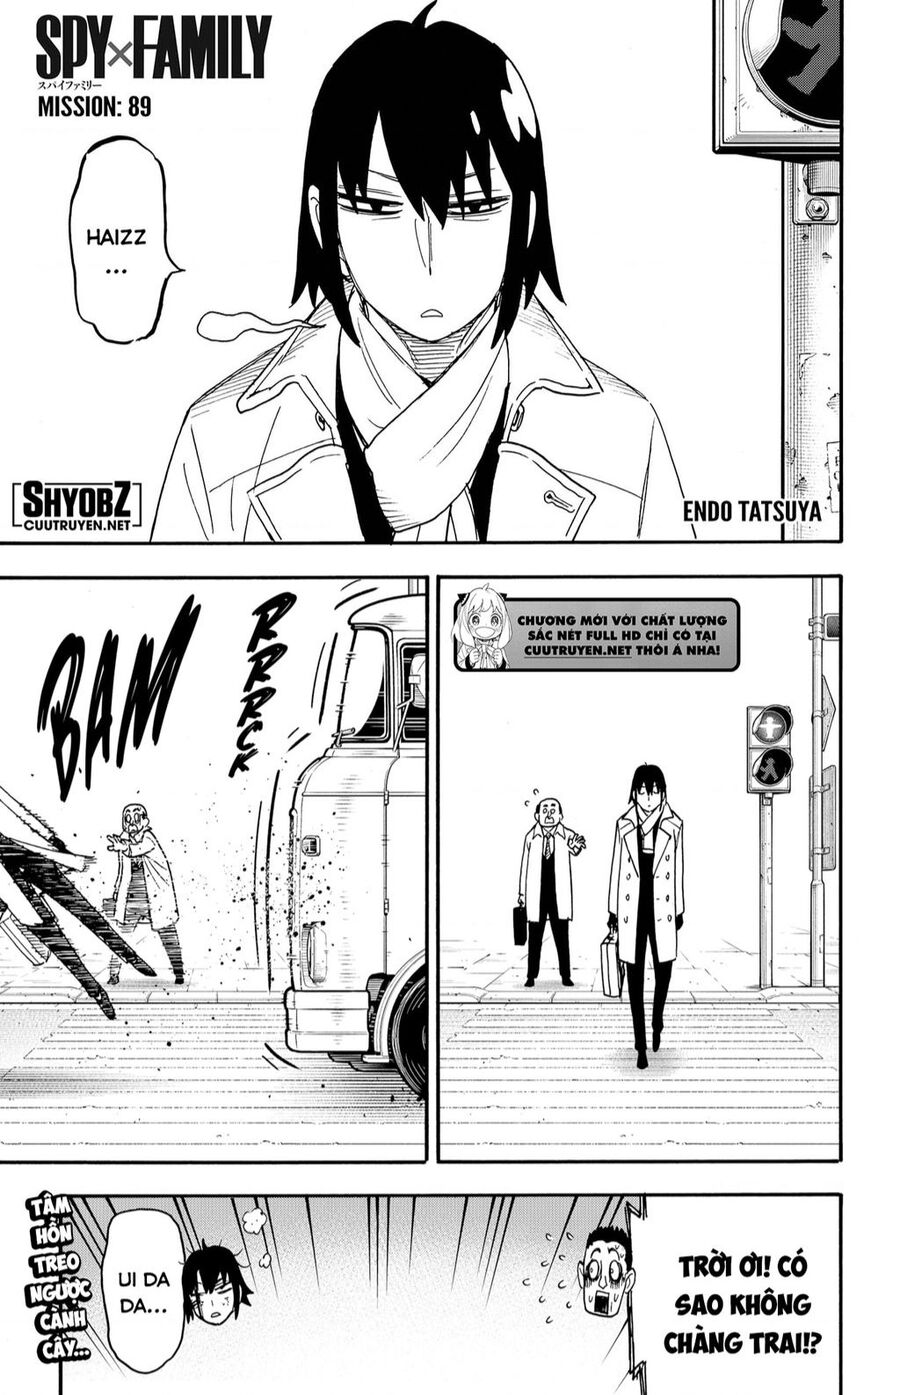 SPY×FAMILY
スパイファミリー
MISSION: 89
HAIZZ
...
[SHYOBZ]
CUUTRUYEN.NET
ENDO TATSUYA
CHƯƠNG MỚI VỚI CHẤT LƯỢNG
SẮC NÉT FULL HD CHỈ CÓ TẠI
CUUTRUYEN.NET THÔI Á NHA!
RRRRCK
BAM
TRỜI ƠI! CÓ
SAO KHÔNG
CHÀNG TRAI!?
UI DA
DA...
TÂM
HỒN
TREO
NGƯỢC
CÀNH
CÂY...